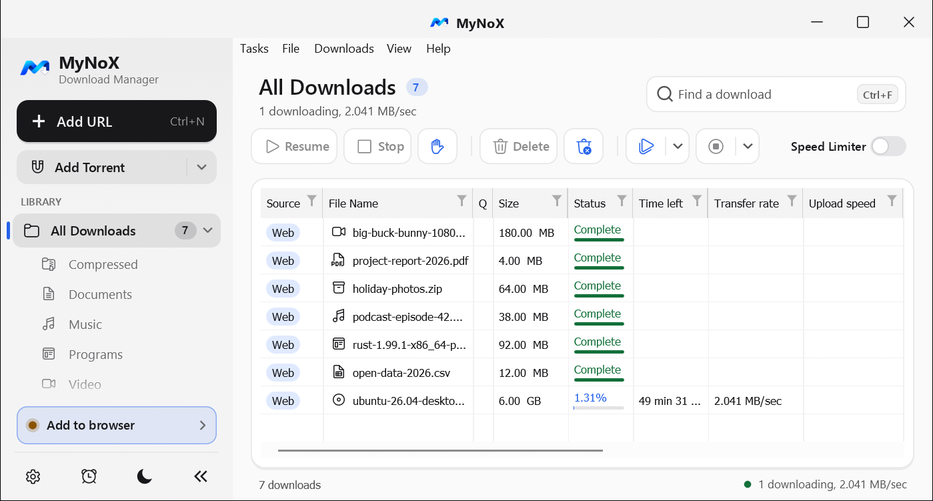 MyNoX
MyNoX
Download Manager
Add URL Ctrl+N
Add Torrent
LIBRARY
All Downloads 7
Compressed
Documents
Music
Programs
Video
Add to browser
Tasks File Downloads View Help
All Downloads 7
1 downloading, 2.041 MB/sec
Find a download Ctrl+F
Resume Stop Delete Speed Limiter
Source File Name Q Size Status Time left Transfer rate Upload speed
Web big-buck-bunny-1080... 180.00 MB Complete
Web project-report-2026.pdf 4.00 MB Complete
Web holiday-photos.zip 64.00 MB Complete
Web podcast-episode-42.... 38.00 MB Complete
Web rust-1.99.1-x86_64-p... 92.00 MB Complete
Web open-data-2026.csv 12.00 MB Complete
Web ubuntu-26.04-deskto... 6.00 GB 1.31% 49 min 31 ... 2.041 MB/sec
7 downloads 1 downloading, 2.041 MB/sec